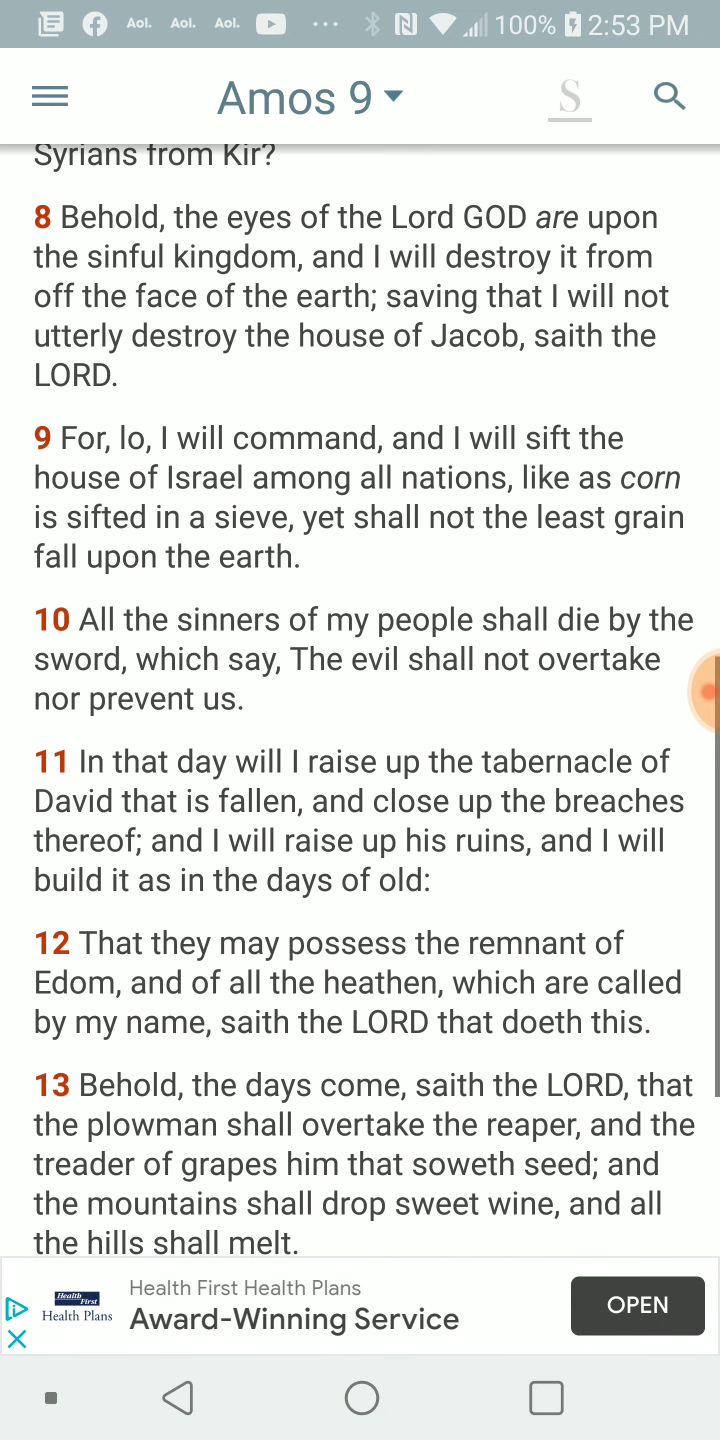 Aol. Aol. Aol. ... 100% 2:53 PM
Amos 9 S
Syrians from Kir?
8 Behold, the eyes of the Lord GOD are upon
the sinful kingdom, and I will destroy it from
off the face of the earth; saving that I will not
utterly destroy the house of Jacob, saith the
LORD.
9 For, lo, I will command, and I will sift the
house of Israel among all nations, like as corn
is sifted in a sieve, yet shall not the least grain
fall upon the earth.
10 All the sinners of my people shall die by the
sword, which say, The evil shall not overtake
nor prevent us.
11 In that day will I raise up the tabernacle of
David that is fallen, and close up the breaches
thereof; and I will raise up his ruins, and I will
build it as in the days of old:
12 That they may possess the remnant of
Edom, and of all the heathen, which are called
by my name, saith the LORD that doeth this.
13 Behold, the days come, saith the LORD, that
the plowman shall overtake the reaper, and the
treader of grapes him that soweth seed; and
the mountains shall drop sweet wine, and all
the hills shall melt.
Health First
Health Plans
Health First Health Plans
Award-Winning Service
OPEN